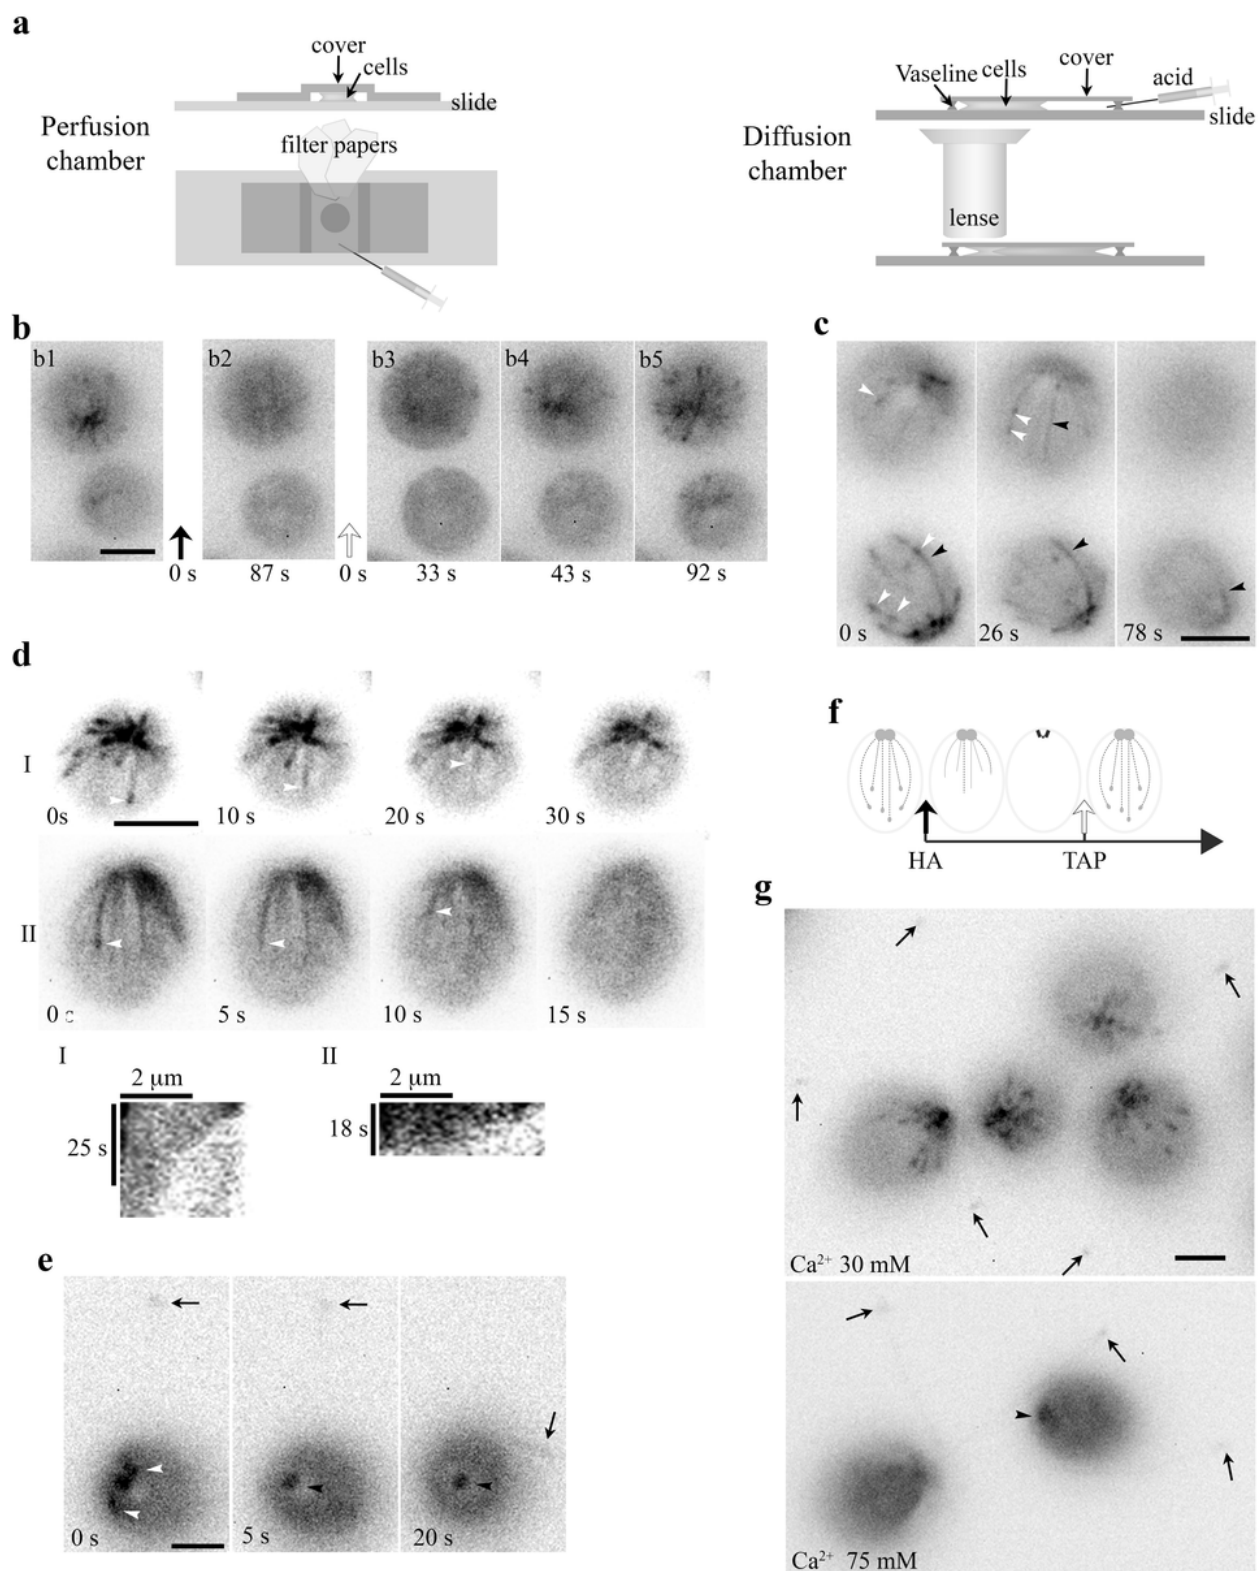 a
cover
cells
slide
Perfusion
chamber
filter papers
Vaseline
cells
cover
acid
slide
Diffusion
chamber
lense
b
b1
b2
b3
b4
b5
0 s
87 s
0 s
33 s
43 s
92 s
c
0 s
26 s
78 s
d
I
0s
10 s
20 s
30 s
II
0 s
5 s
10 s
15 s
I
2 µm
25 s
II
2 µm
18 s
e
0 s
5 s
20 s
f
HA
TAP
g
Ca²⁺ 30 mM
Ca²⁺ 75 mM